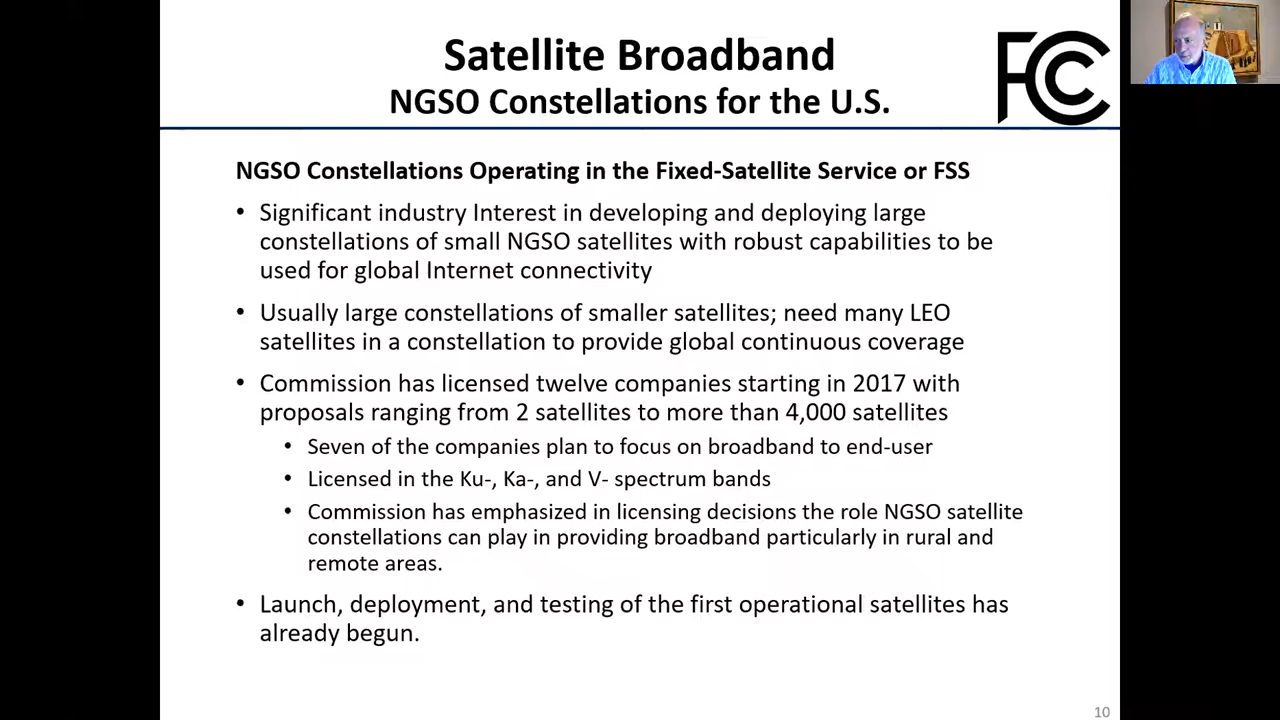 Satellite Broadband
NGSO Constellations for the U.S.
FCC
NGSO Constellations Operating in the Fixed-Satellite Service or FSS
• Significant industry Interest in developing and deploying large
constellations of small NGSO satellites with robust capabilities to be
used for global Internet connectivity
• Usually large constellations of smaller satellites; need many LEO
satellites in a constellation to provide global continuous coverage
• Commission has licensed twelve companies starting in 2017 with
proposals ranging from 2 satellites to more than 4,000 satellites
• Seven of the companies plan to focus on broadband to end-user
• Licensed in the Ku-, Ka-, and V- spectrum bands
• Commission has emphasized in licensing decisions the role NGSO satellite
constellations can play in providing broadband particularly in rural and
remote areas.
• Launch, deployment, and testing of the first operational satellites has
already begun.
10